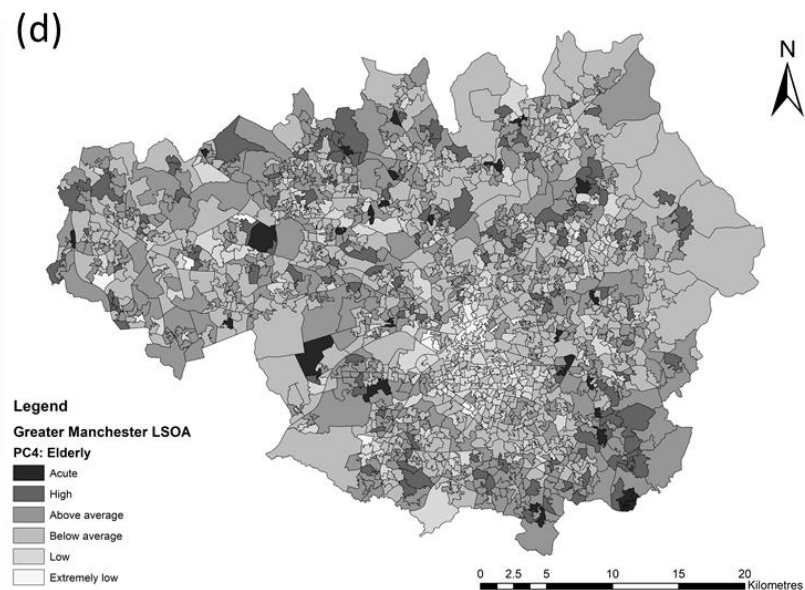 (d)
N
Legend
Greater Manchester LSOA
PC4: Elderly
Acute
High
Above average
Below average
Low
Extremely low
0 2.5 5 10 15 20
Kilometres